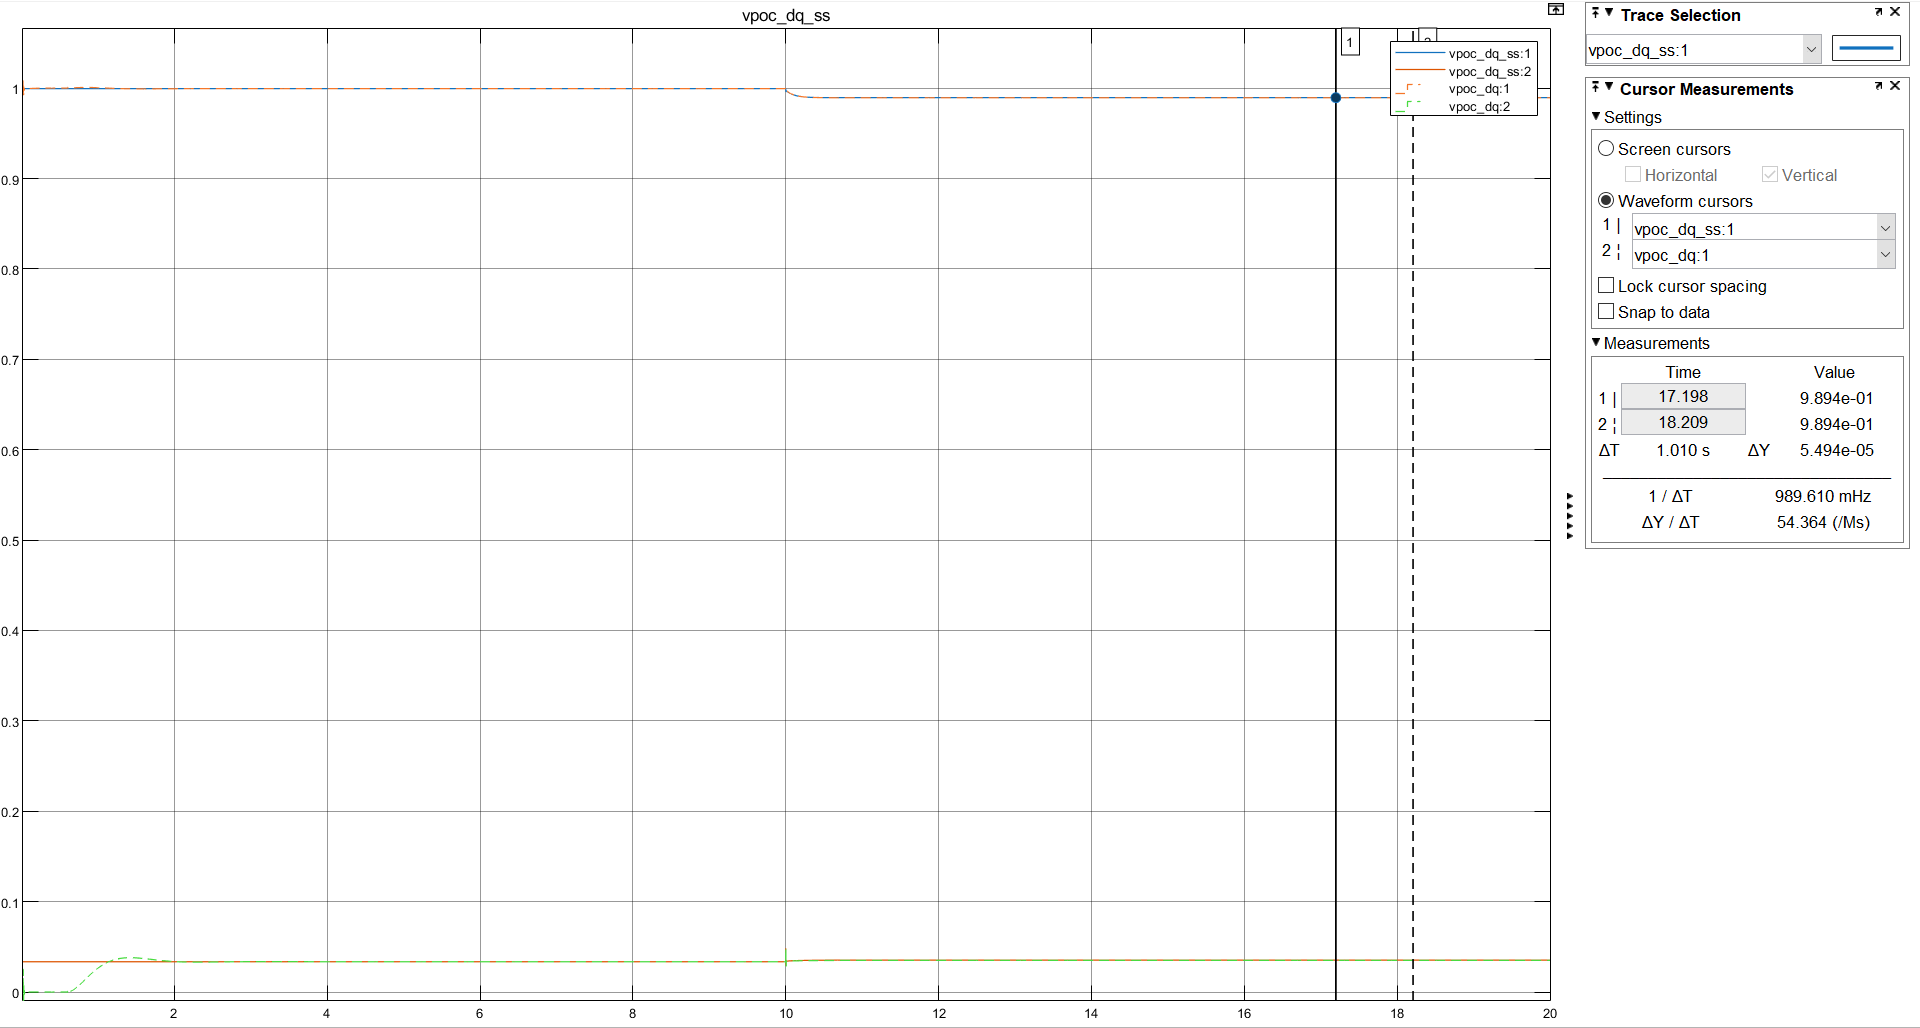 vpoc_dq_ss
1
0.9
0.8
0.7
0.6
0.5
0.4
0.3
0.2
0.1
0
2
4
6
8
10
12
14
16
18
20
1
vpoc_dq_ss:1
vpoc_dq_ss:2
vpoc_dq:1
vpoc_dq:2
Trace Selection
vpoc_dq_ss:1
Cursor Measurements
Settings
Screen cursors
Horizontal Vertical
Waveform cursors
1 | vpoc_dq_ss:1
2 ¦ vpoc_dq:1
Lock cursor spacing
Snap to data
Measurements
Time Value
1 | 17.198 9.894e-01
2 ¦ 18.209 9.894e-01
ΔT 1.010 s ΔY 5.494e-05
1 / ΔT 989.610 mHz
ΔY / ΔT 54.364 (/Ms)